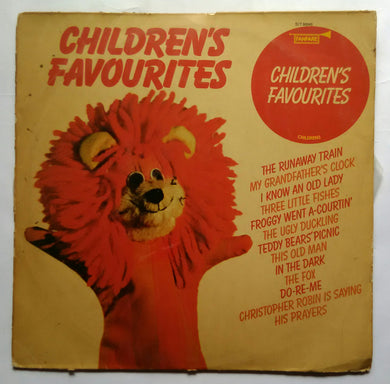 CHILDREN'S
FAVOURITES
FANFARE
CHILDREN'S
FAVOURITES
CHILDRENS
THE RUNAWAY TRAIN
MY GRANDFATHER'S CLOCK
I KNOW AN OLD LADY
THREE LITTLE FISHES
FROGGY WENT A-COURTIN'
THE UGLY DUCKLING
TEDDY BEARS' PICNIC
THIS OLD MAN
IN THE DARK
THE FOX
DO-RE-ME
CHRISTOPHER ROBIN IS SAYING
HIS PRAYERS